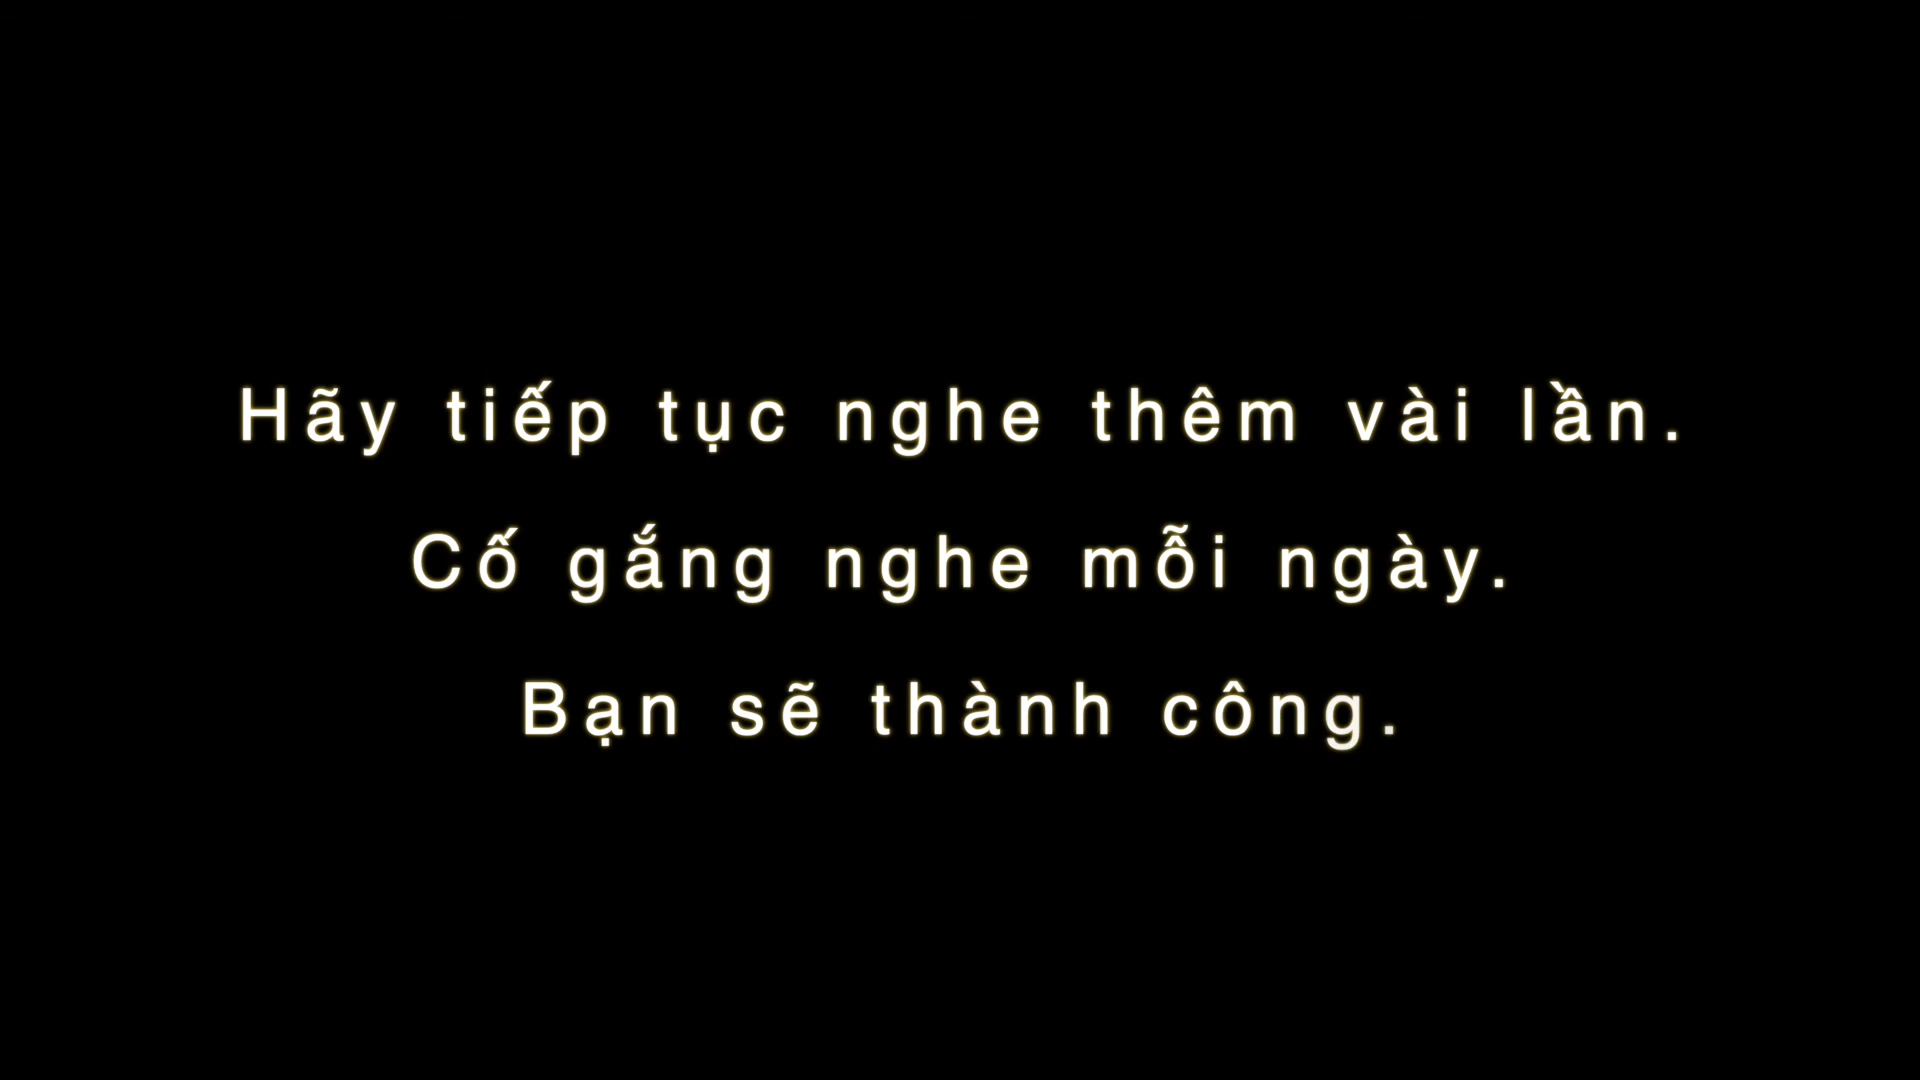 Hãy tiếp tục nghe thêm vài lần.
Cố gắng nghe mỗi ngày.
Bạn sẽ thành công.